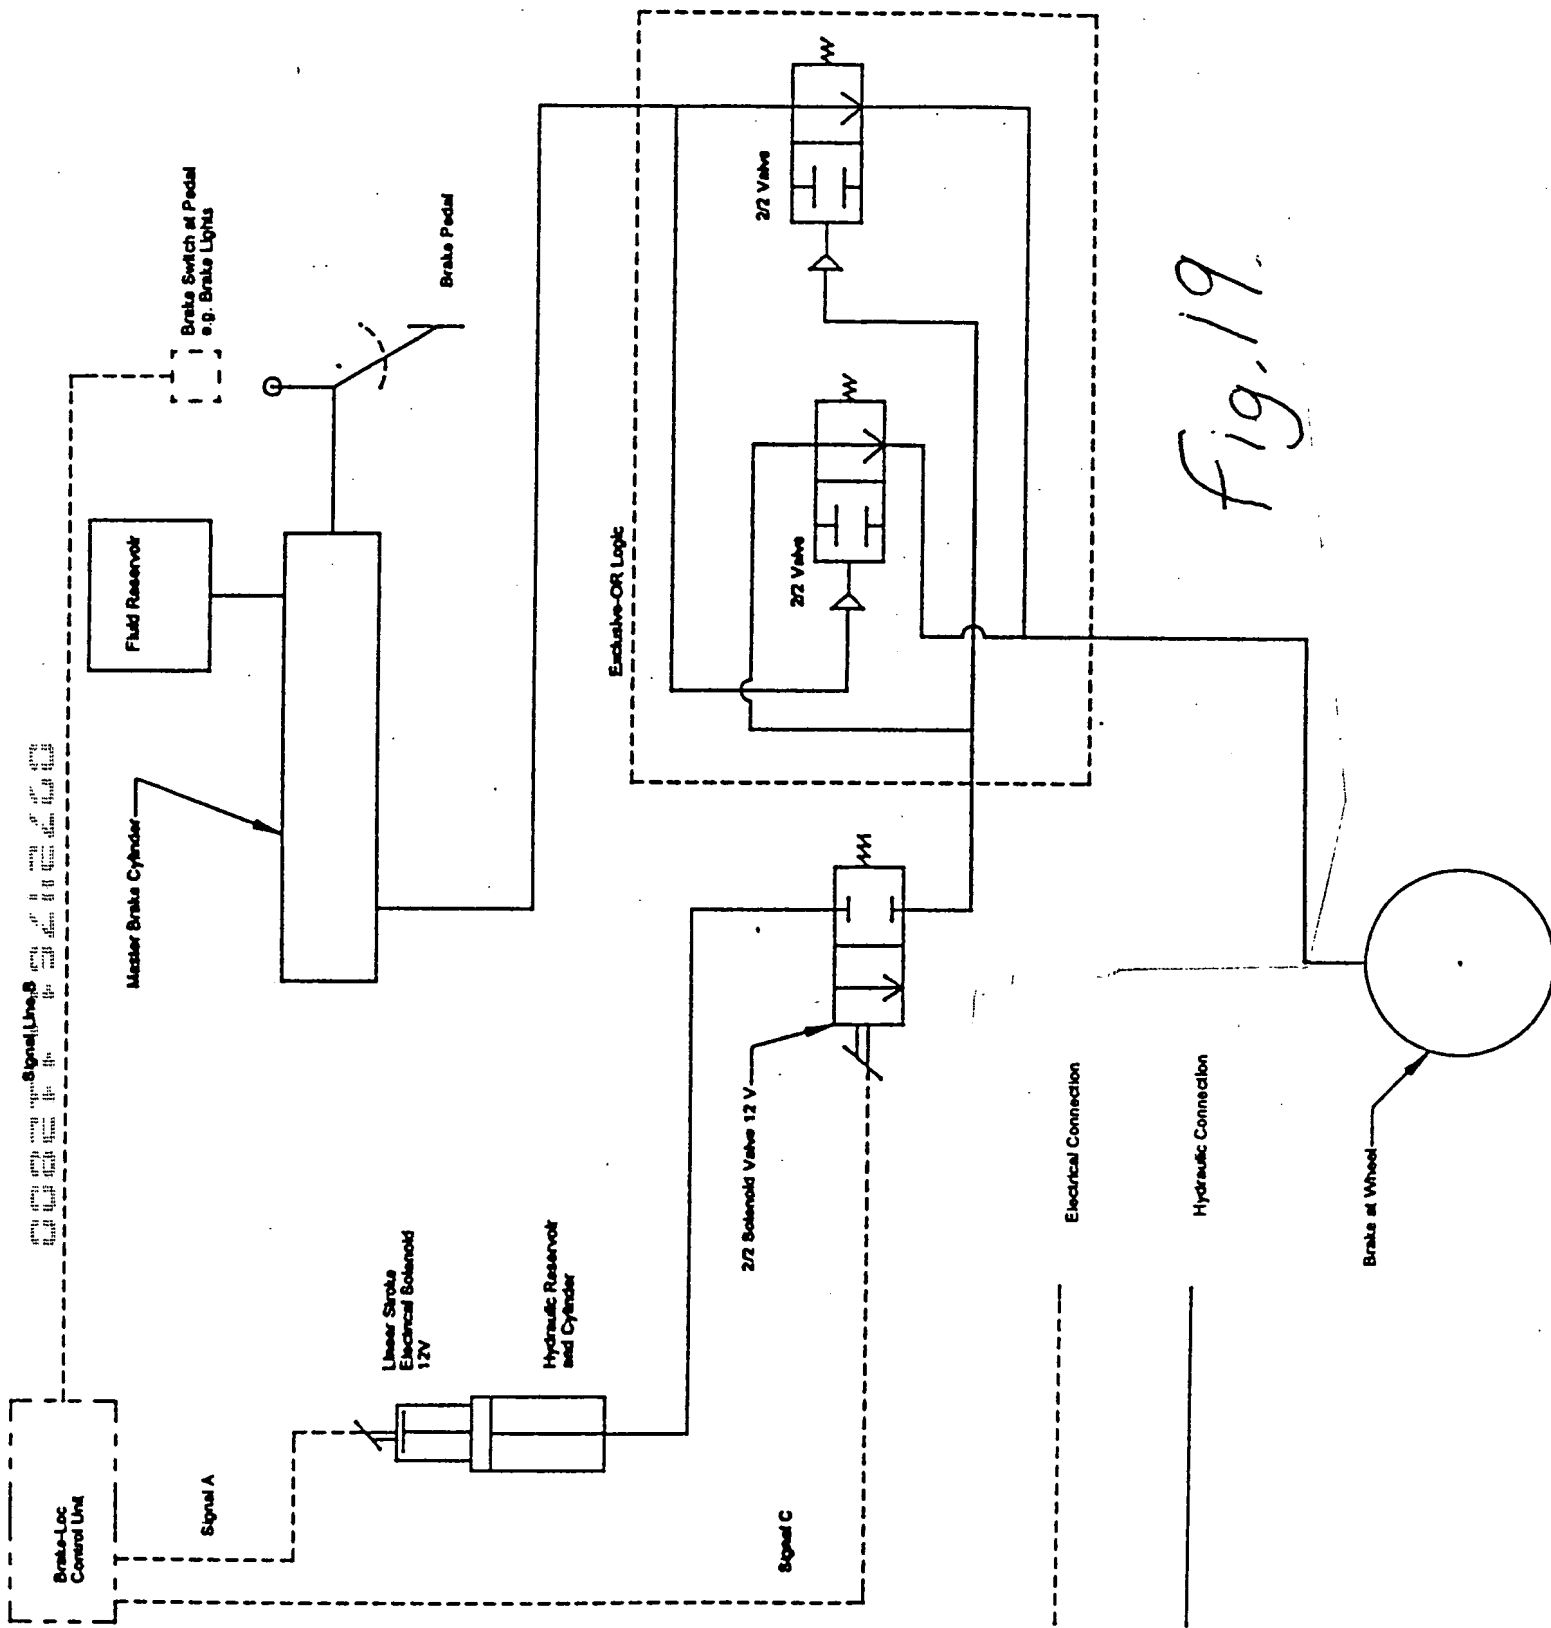 Brake-Loc
Control Unit
Signal Line B
Signal A
Signal C
Linear Stroke
Electrical Solenoid
12V
Hydraulic Reservoir
and Cylinder
Master Brake Cylinder
Fluid Reservoir
Brake Switch at Pedal
e.g. Brake Lights
Brake Pedal
2/2 Solenoid Valve 12 V
Exclusive-OR Logic
2/2 Valve
2/2 Valve
Electrical Connection
Hydraulic Connection
Brake at Wheel
Fig. 19.